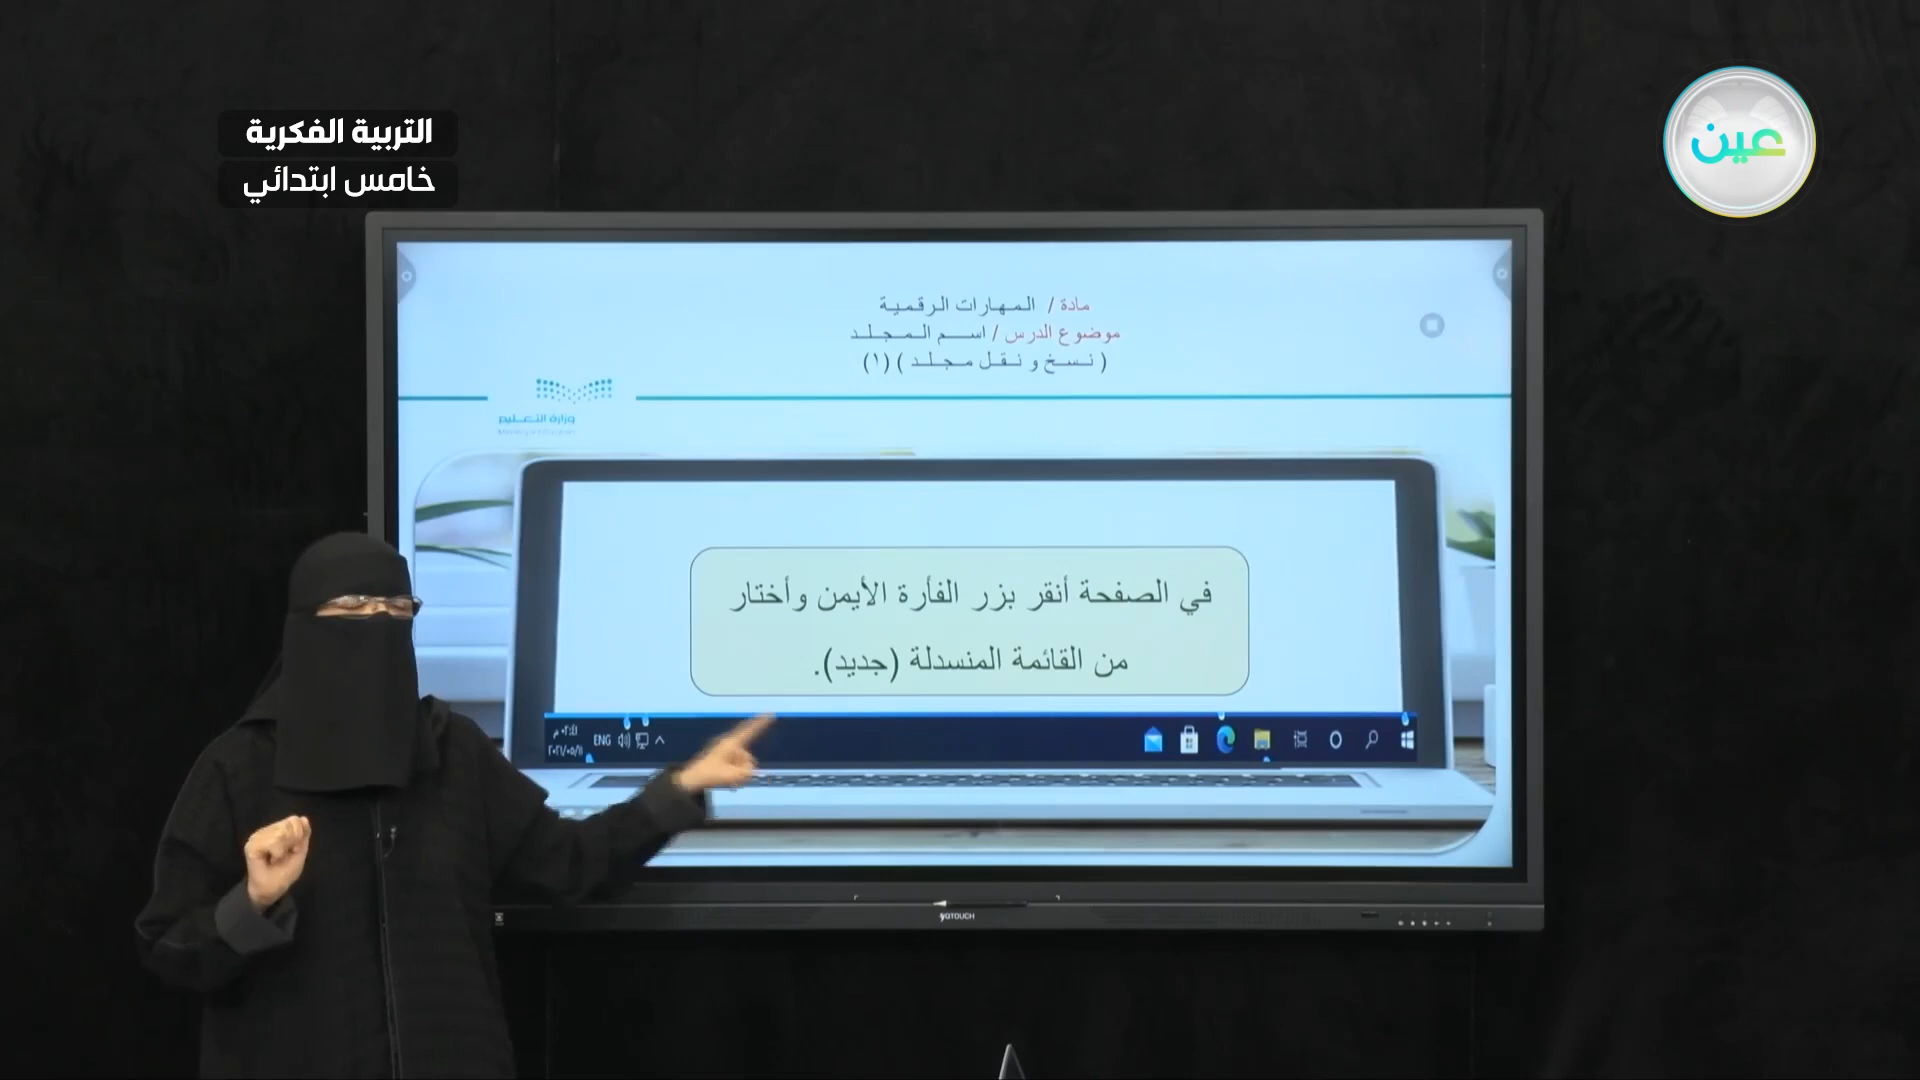 التربية الفكرية
خامس ابتدائي
عين
مادة / المهارات الرقمية
موضوع الدرس / اسم المجلد
( نسخ و نقل مجلد ) (١)
وزارة التعليم
في الصفحة أنقر بزر الفأرة الأيمن وأختار
من القائمة المنسدلة (جديد).
ENG